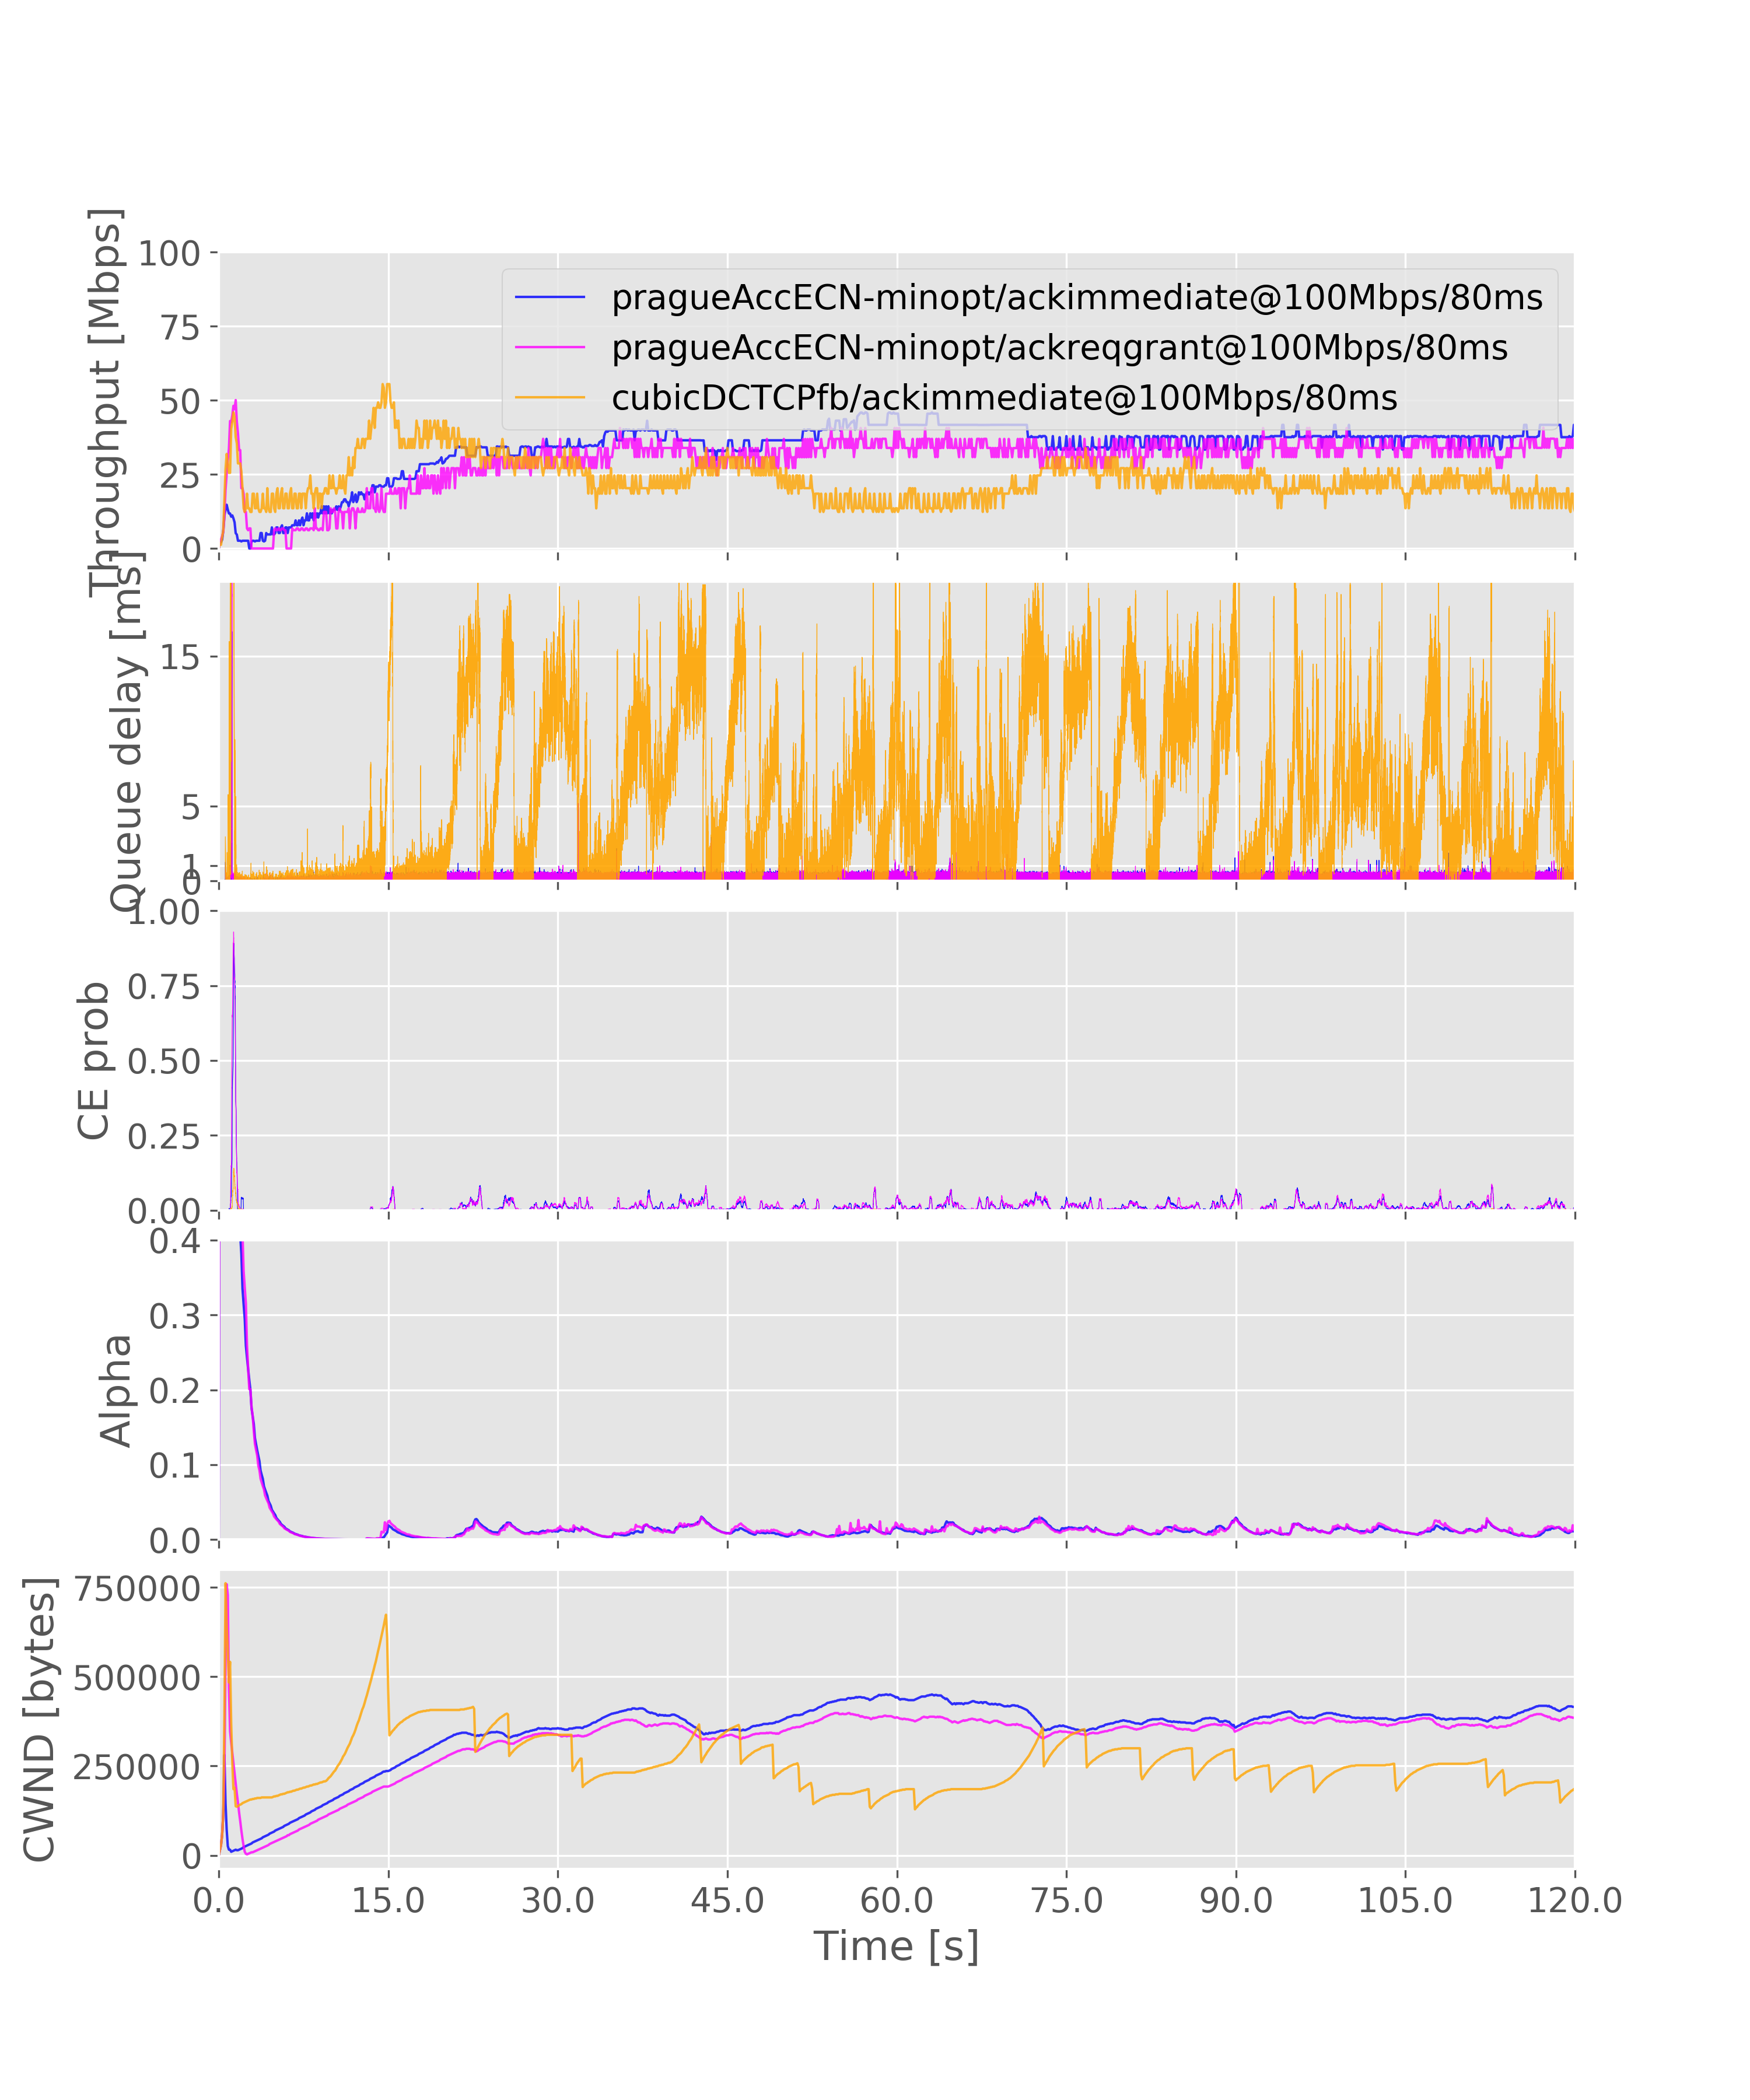 Throughput [Mbps]
100
75
50
25
0
pragueAccECN-minopt/ackimmediate@100Mbps/80ms
pragueAccECN-minopt/ackreqgrant@100Mbps/80ms
cubicDCTCPfb/ackimmediate@100Mbps/80ms
Queue delay [ms]
15
5
1
0
CE prob
1.00
0.75
0.50
0.25
0.00
Alpha
0.4
0.3
0.2
0.1
0.0
CWND [bytes]
750000
500000
250000
0
0.0 15.0 30.0 45.0 60.0 75.0 90.0 105.0 120.0
Time [s]